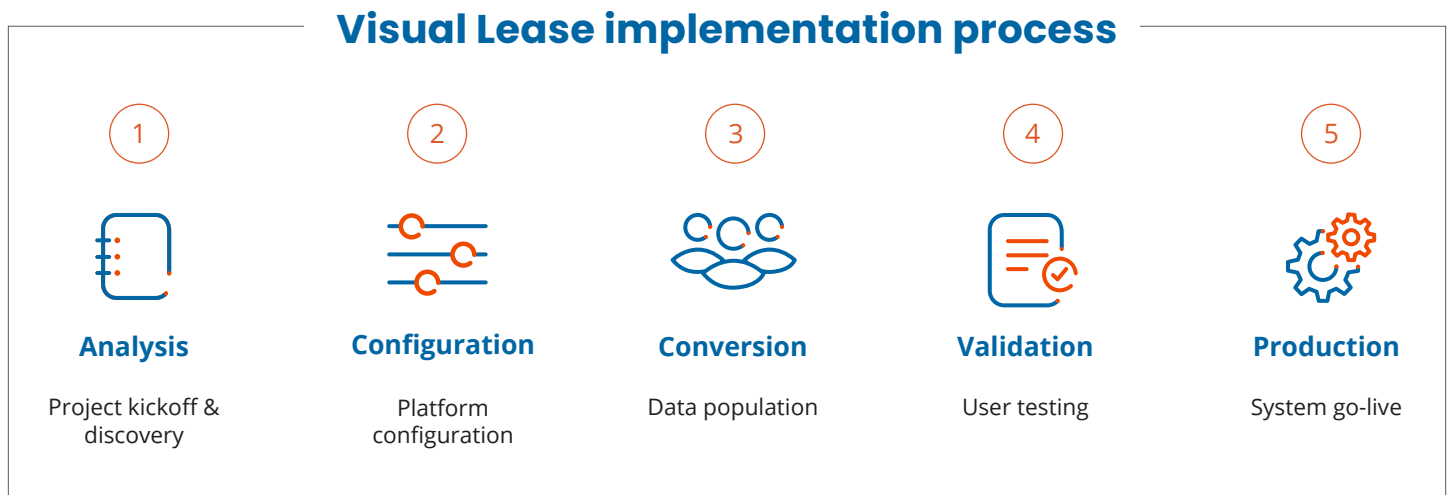 Visual Lease implementation process
1
2
3
4
5
Analysis
Configuration
Conversion
Validation
Production
Project kickoff &
discovery
Platform
configuration
Data population
User testing
System go-live